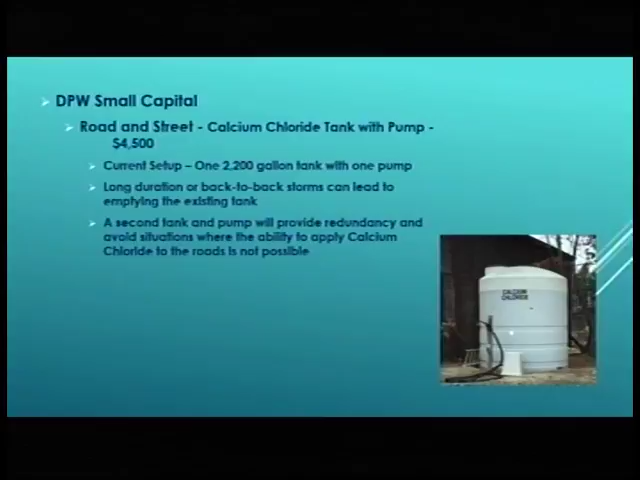 DPW Small Capital
Road and Street - Calcium Chloride Tank with Pump -
$4,500
Current Setup – One 2,200 gallon tank with one pump
Long duration or back-to-back storms can lead to
emptying the existing tank
A second tank and pump will provide redundancy and
avoid situations where the ability to apply Calcium
Chloride to the roads is not possible
CALCIUM
CHLORIDE